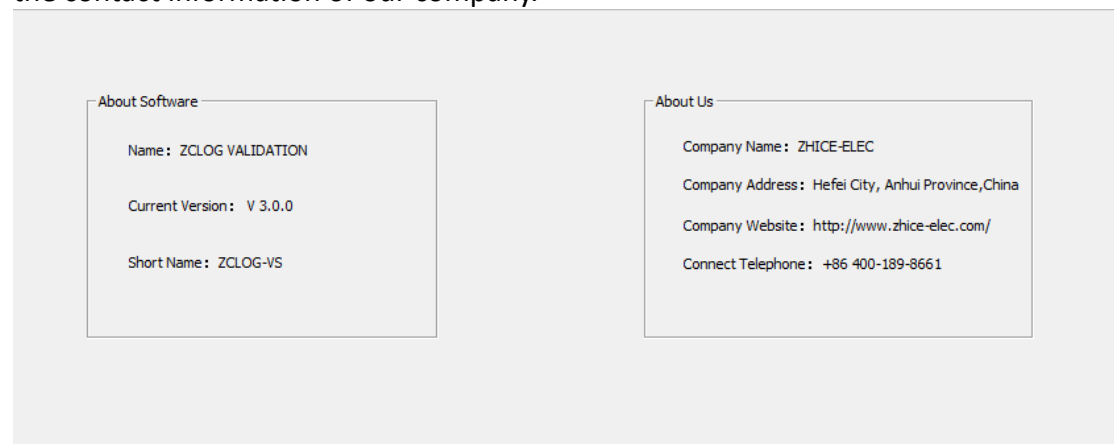 the contact information of our company.
About Software
Name: ZCLOG VALIDATION
Current Version: V 3.0.0
Short Name: ZCLOG-VS
About Us
Company Name: ZHICE-ELEC
Company Address: Hefei City, Anhui Province,China
Company Website: http://www.zhice-elec.com/
Connect Telephone: +86 400-189-8661